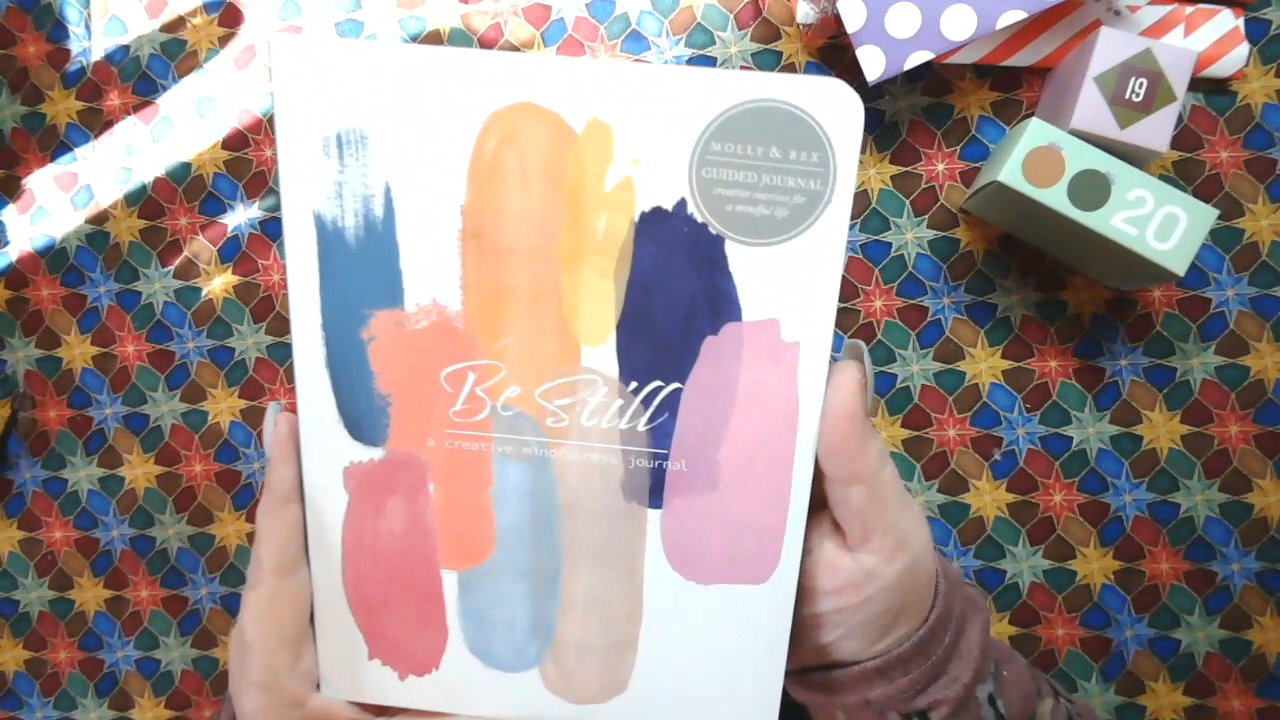 MOLLY & REX
GUIDED JOURNAL
creative exercises for
a mindful life
Be Still
a creative mindfulness journal
19
20